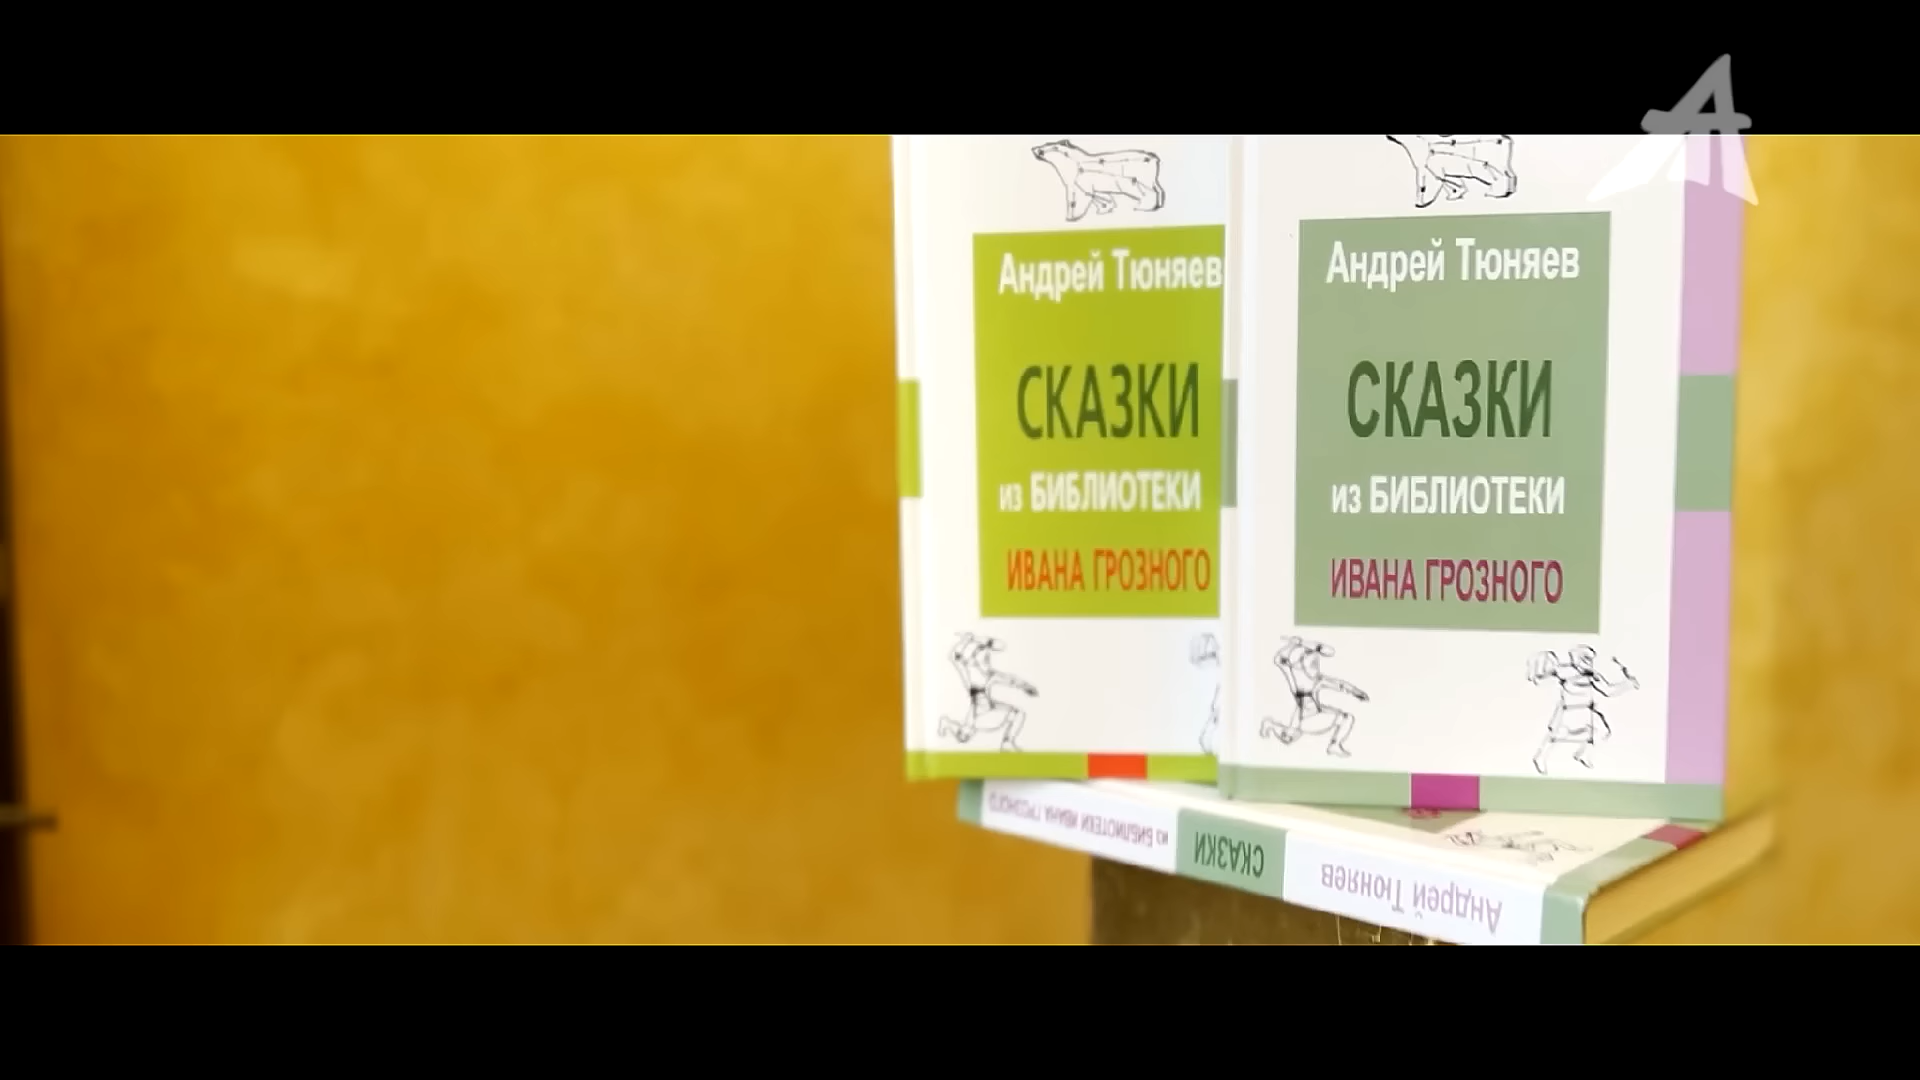 Андрей Тюняев
СКАЗКИ
из БИБЛИОТЕКИ
ИВАНА ГРОЗНОГО
Андрей Тюняев
СКАЗКИ
из БИБЛИОТЕКИ
ИВАНА ГРОЗНОГО
Андрей Тюняев СКАЗКИ из БИБЛИОТЕКИ ИВАНА ГРОЗНОГО